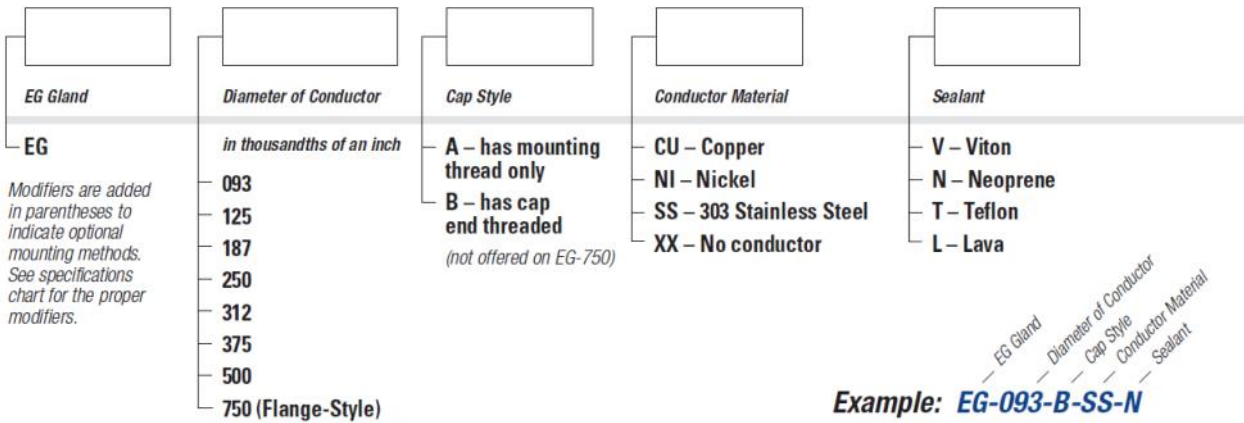 EG Gland
EG
Modifiers are added
in parentheses to
indicate optional
mounting methods.
See specifications
chart for the proper
modifiers.
Diameter of Conductor
in thousandths of an inch
093
125
187
250
312
375
500
750 (Flange-Style)
Cap Style
A – has mounting
thread only
B – has cap
end threaded
(not offered on EG-750)
Conductor Material
CU – Copper
NI – Nickel
SS – 303 Stainless Steel
XX – No conductor
Sealant
V – Viton
N – Neoprene
T – Teflon
L – Lava
EG Gland
Diameter of Conductor
Cap Style
Conductor Material
Sealant
Example: EG-093-B-SS-N